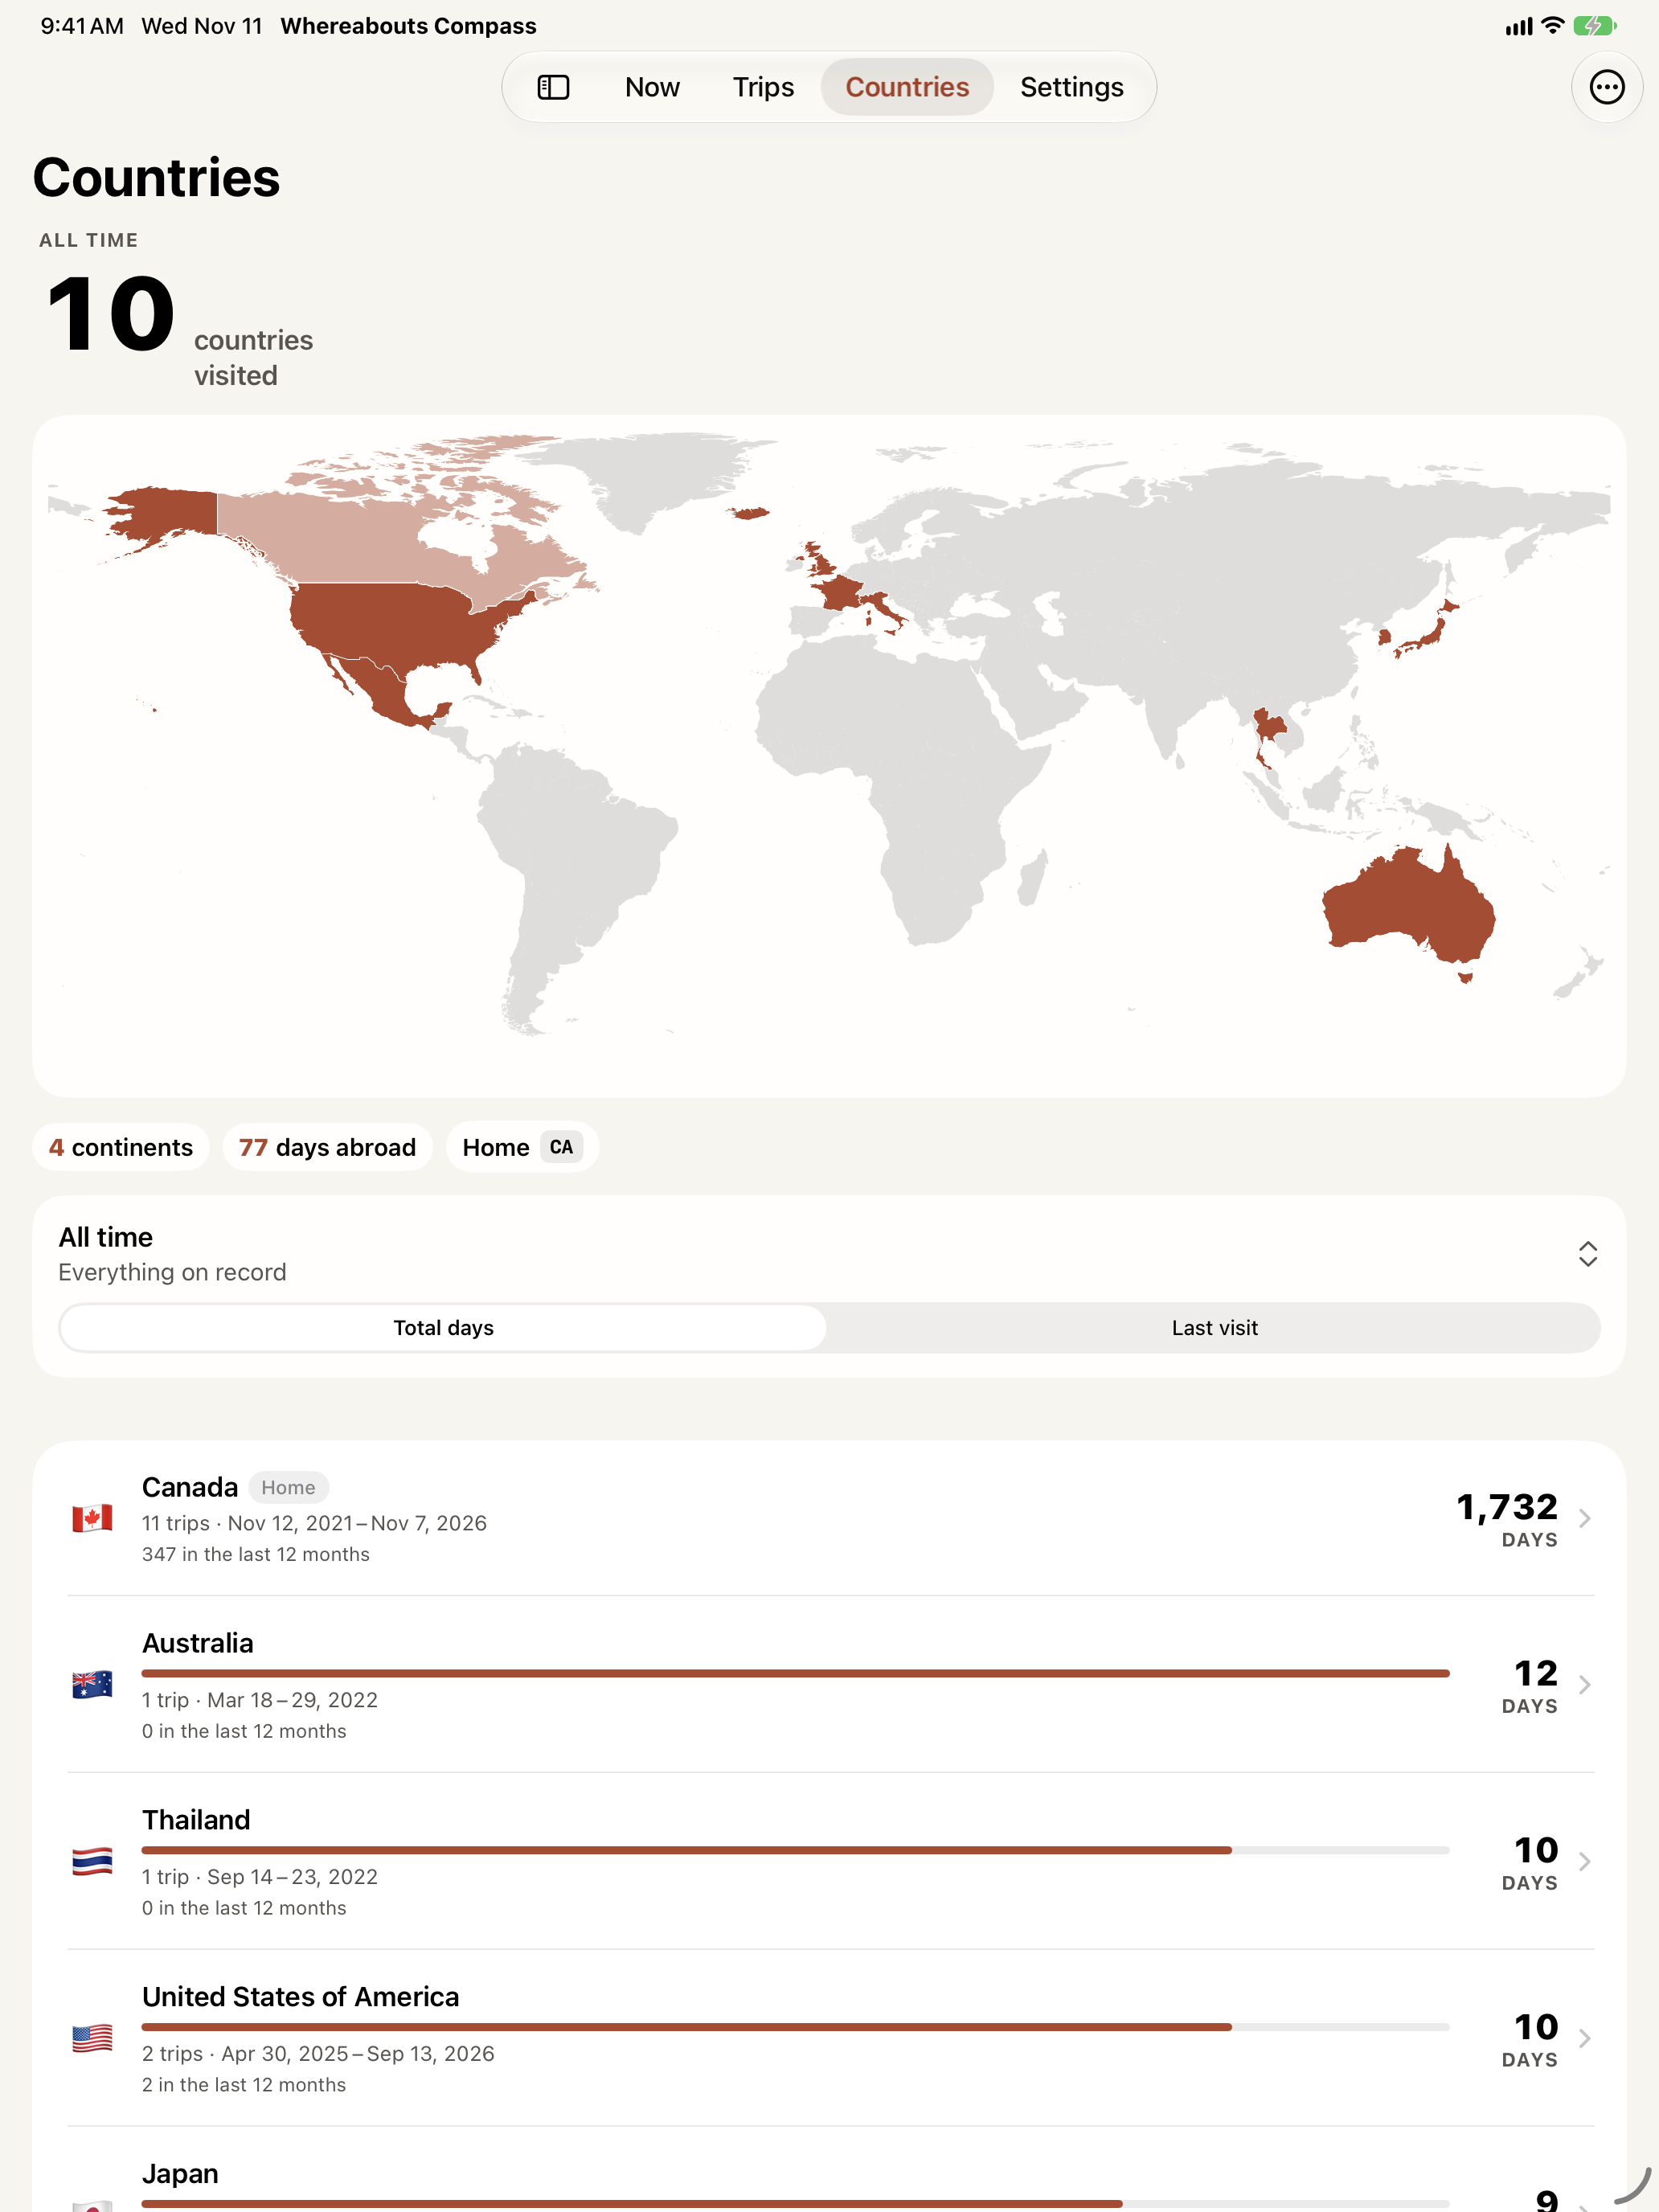 9:41 AM Wed Nov 11 Whereabouts Compass
Now Trips Countries Settings
Countries
ALL TIME
10 countries
visited
4 continents 77 days abroad Home CA
All time
Everything on record
Total days Last visit
Canada Home
11 trips · Nov 12, 2021–Nov 7, 2026
347 in the last 12 months
1,732
DAYS
Australia
1 trip · Mar 18–29, 2022
0 in the last 12 months
12
DAYS
Thailand
1 trip · Sep 14–23, 2022
0 in the last 12 months
10
DAYS
United States of America
2 trips · Apr 30, 2025–Sep 13, 2026
2 in the last 12 months
10
DAYS
Japan
9